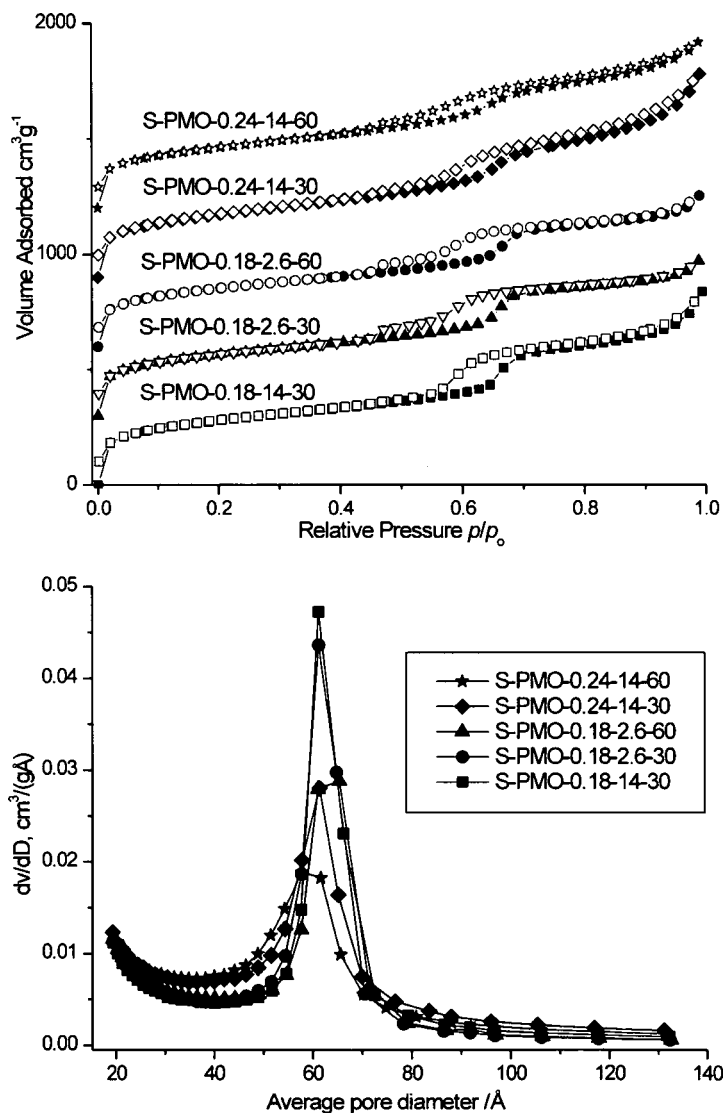 Volume Adsorbed cm³g⁻¹
2000
1000
0
S-PMO-0.24-14-60
S-PMO-0.24-14-30
S-PMO-0.18-2.6-60
S-PMO-0.18-2.6-30
S-PMO-0.18-14-30
0.0 0.2 0.4 0.6 0.8 1.0
Relative Pressure p/pₒ
dv/dD, cm³/(gÅ)
0.05
0.04
0.03
0.02
0.01
0.00
S-PMO-0.24-14-60
S-PMO-0.24-14-30
S-PMO-0.18-2.6-60
S-PMO-0.18-2.6-30
S-PMO-0.18-14-30
20 40 60 80 100 120 140
Average pore diameter /Å